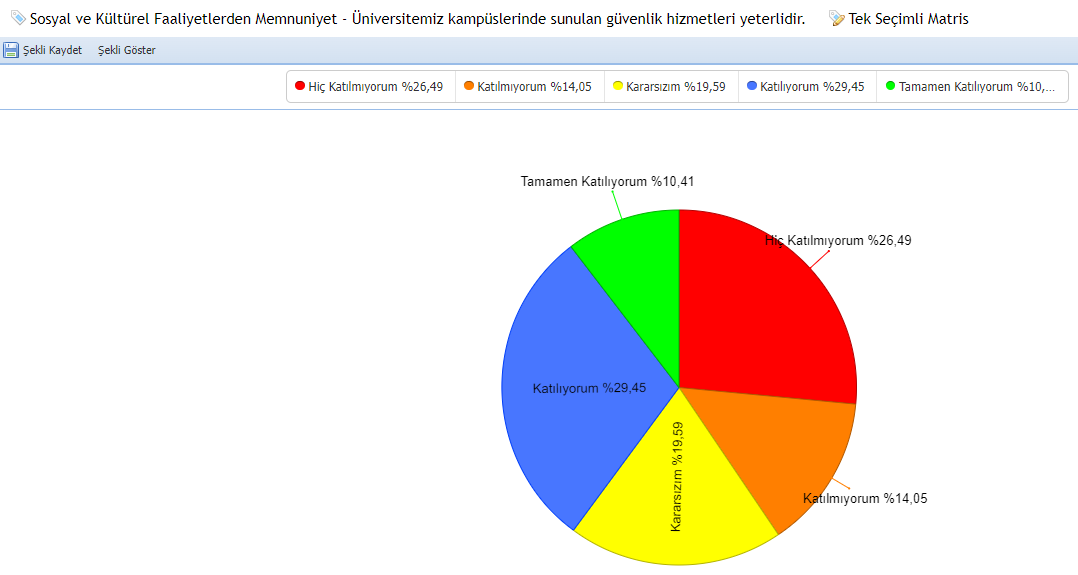 Sosyal ve Kültürel Faaliyetlerden Memnuniyet - Üniversitemiz kampüslerinde sunulan güvenlik hizmetleri yeterlidir. Tek Seçimli Matris
Şekli Kaydet Şekli Göster
Hiç Katılmıyorum %26,49 Katılmıyorum %14,05 Kararsızım %19,59 Katılıyorum %29,45 Tamamen Katılıyorum %10,...
Tamamen Katılıyorum %10,41
Hiç Katılmıyorum %26,49
Katılıyorum %29,45
Kararsızım %19,59
Katılmıyorum %14,05